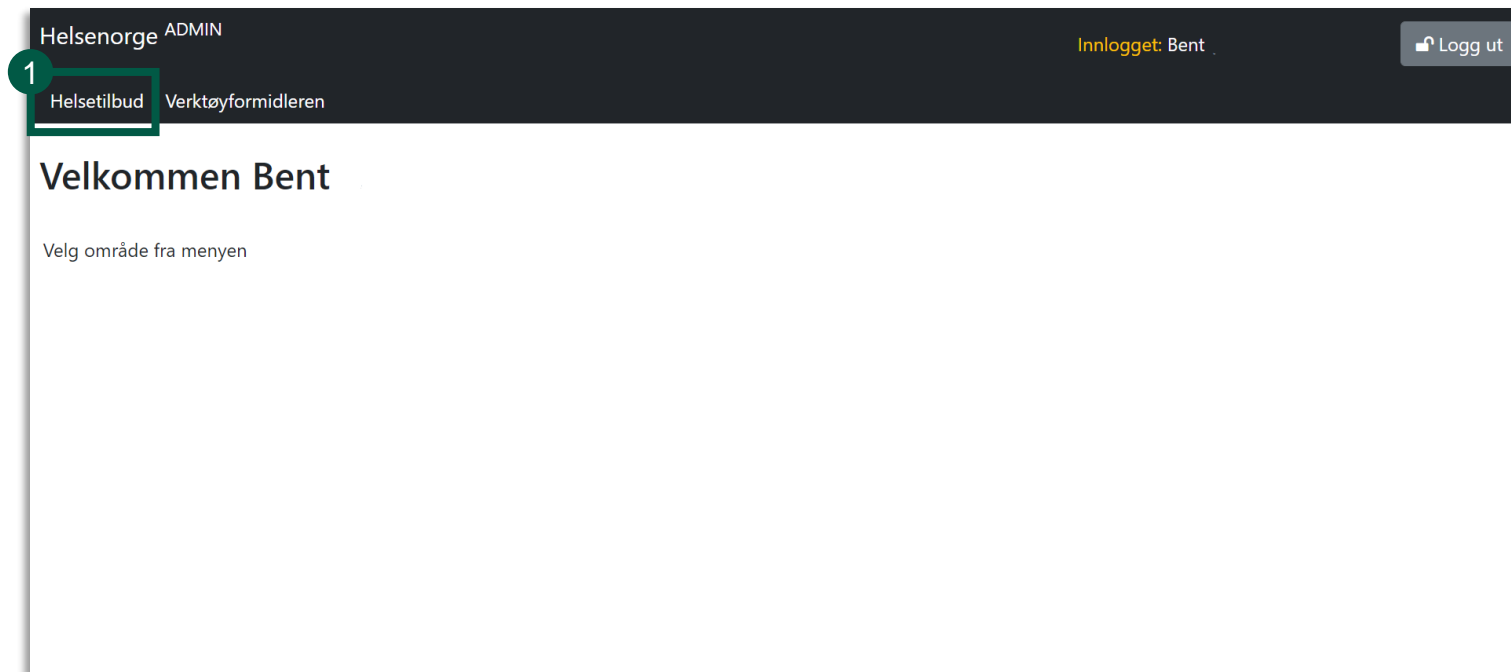 Helsenorge ADMIN
Innlogget: Bent
Logg ut
1
Helsetilbud Verktøyformidleren
Velkommen Bent
Velg område fra menyen